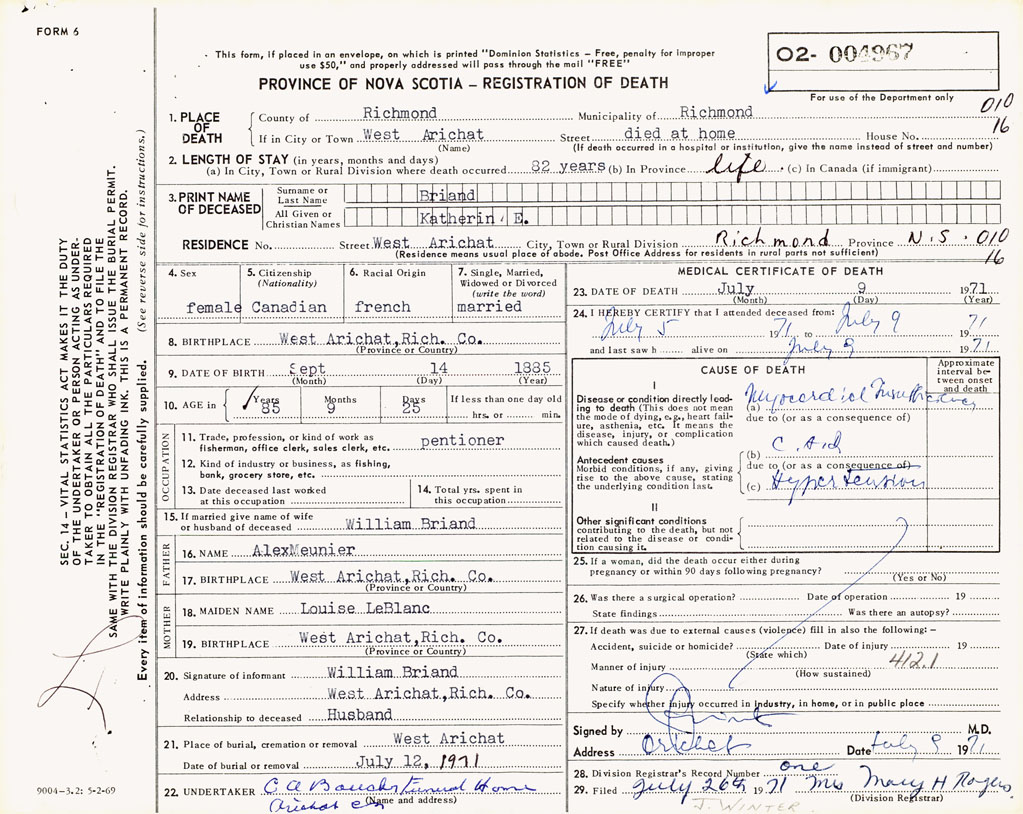 FORM 6
O2- 004967
This form, if placed in an envelope, on which is printed "Dominion Statistics – Free, penalty for improper
use $50," and properly addressed will pass through the mail "FREE"
PROVINCE OF NOVA SCOTIA – REGISTRATION OF DEATH
For use of the Department only
010
16
1. PLACE OF DEATH County of Richmond Municipality of Richmond
If in City or Town West Arichat Street died at home House No.
(Name) (If death occurred in a hospital or institution, give the name instead of street and number)
2. LENGTH OF STAY (in years, months and days)
(a) In City, Town or Rural Division where death occurred 82 years (b) In Province life (c) In Canada (if immigrant)
3. PRINT NAME OF DECEASED Surname or Last Name Briand
All Given or Christian Names Katherin E.
RESIDENCE No. Street West Arichat City, Town or Rural Division Richmond Province N.S. 010
(Residence means usual place of abode. Post Office Address for residents in rural parts not sufficient) 16
4. Sex 5. Citizenship (Nationality) 6. Racial Origin 7. Single, Married, Widowed or Divorced (write the word)
female Canadian french married
8. BIRTHPLACE West Arichat,Rich. Co.
(Province or Country)
9. DATE OF BIRTH Sept 14 1885
(Month) (Day) (Year)
10. AGE in Years Months Days If less than one day old
85 9 25 hrs. or min.
OCCUPATION
11. Trade, profession, or kind of work as fisherman, office clerk, sales clerk, etc. pentioner
12. Kind of industry or business, as fishing, bank, grocery store, etc.
13. Date deceased last worked at this occupation 14. Total yrs. spent in this occupation
15. If married give name of wife or husband of deceased William Briand
FATHER
16. NAME AlexMeunier
17. BIRTHPLACE West Arichat,Rich. Co.
(Province or Country)
MOTHER
18. MAIDEN NAME Louise LeBlanc
19. BIRTHPLACE West Arichat,Rich. Co.
(Province or Country)
20. Signature of informant William Briand
Address West Arichat,Rich. Co.
Relationship to deceased Husband
21. Place of burial, cremation or removal West Arichat
Date of burial or removal July 12, 1971
22. UNDERTAKER C A Funeral Home
Arichat (Name and address)
MEDICAL CERTIFICATE OF DEATH
23. DATE OF DEATH July 9 1971
(Month) (Day) (Year)
24. I HEREBY CERTIFY that I attended deceased from:
July 5 1971 to July 9 1971
and last saw h alive on July 9 1971
CAUSE OF DEATH
Approximate interval between onset and death
I
Disease or condition directly leading to death (This does not mean the mode of dying, e.g., heart failure, asthenia, etc. It means the disease, injury, or complication which caused death.)
(a) Myocardial Insufficiency
due to (or as a consequence of)
Antecedent causes
Morbid conditions, if any, giving rise to the above cause, stating the underlying condition last.
(b)
due to (or as a consequence of)
(c) Hypertension
II
Other significant conditions
contributing to the death, but not related to the disease or condition causing it.
25. If a woman, did the death occur either during
pregnancy or within 90 days following pregnancy?
(Yes or No)
26. Was there a surgical operation? Date of operation 19
State findings Was there an autopsy?
27. If death was due to external causes (violence) fill in also the following: –
Accident, suicide or homicide? Date of injury 19
(State which)
Manner of injury 412.1
(How sustained)
Nature of injury
Specify whether injury occurred in industry, in home, or in public place
Signed by M.D.
Address Arichat Date July 9 1971
28. Division Registrar's Record Number one
29. Filed July 26th 1971 Mrs Mary H Rogers
(Division Registrar)
J. WINTER
SEC. 14 – VITAL STATISTICS ACT MAKES IT THE DUTY
OF THE UNDERTAKER OR PERSON ACTING AS UNDER-
TAKER TO OBTAIN ALL THE PARTICULARS REQUIRED
IN THE "REGISTRATION OF DEATH" AND TO FILE THE
SAME WITH THE DIVISION REGISTRAR WHO SHALL ISSUE THE BURIAL PERMIT.
WRITE PLAINLY WITH UNFADING INK. THIS IS A PERMANENT RECORD.
Every item of information should be carefully supplied. (See reverse side for instructions.)
9004-3.2: 5-2-69